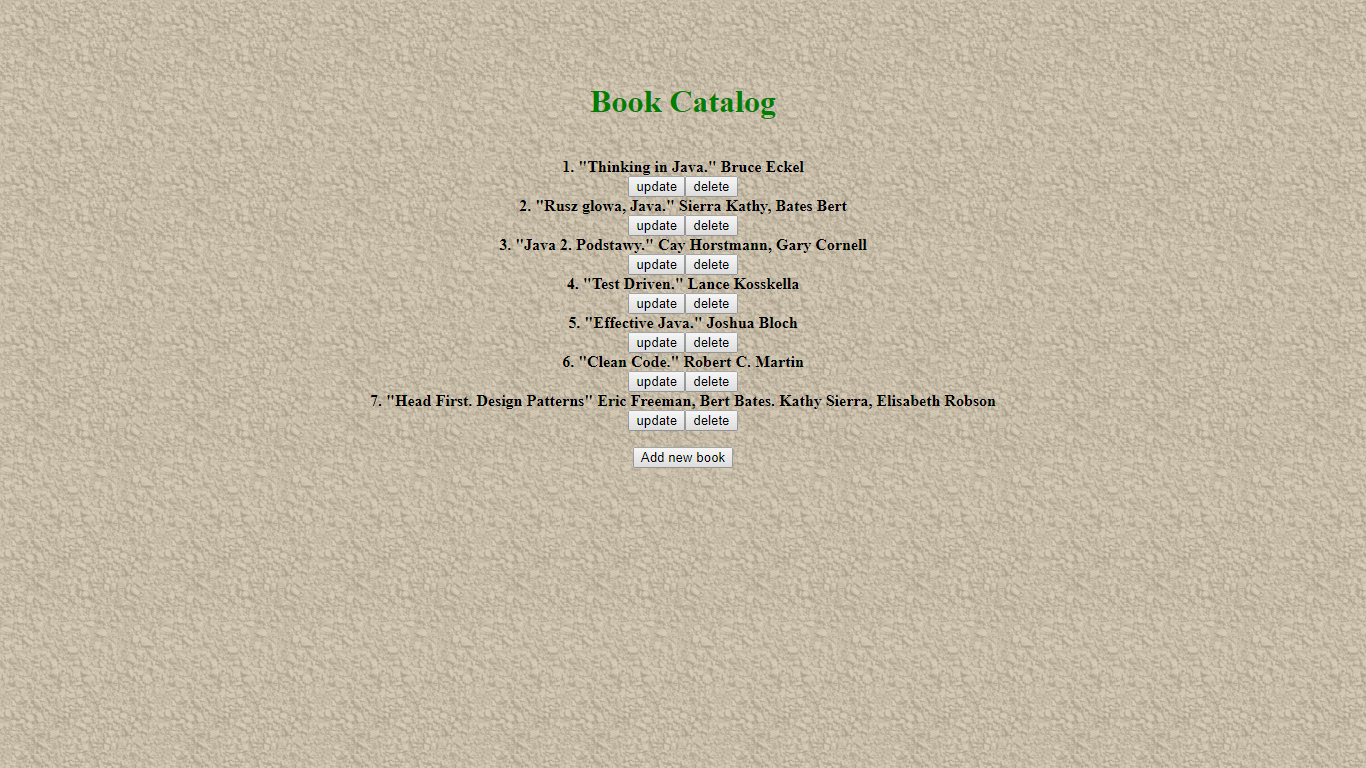 Book Catalog
1. "Thinking in Java." Bruce Eckel
update delete
2. "Rusz glowa, Java." Sierra Kathy, Bates Bert
update delete
3. "Java 2. Podstawy." Cay Horstmann, Gary Cornell
update delete
4. "Test Driven." Lance Kosskella
update delete
5. "Effective Java." Joshua Bloch
update delete
6. "Clean Code." Robert C. Martin
update delete
7. "Head First. Design Patterns" Eric Freeman, Bert Bates. Kathy Sierra, Elisabeth Robson
update delete
Add new book